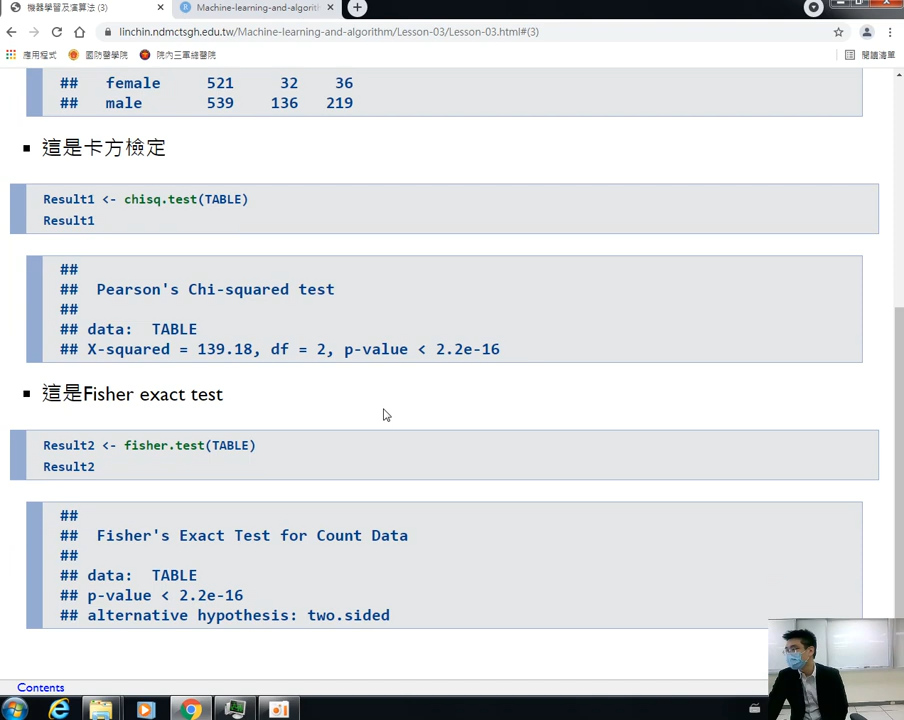 機器學習及演算法 (3)
Machine-learning-and-algorith
linchin.ndmctsgh.edu.tw/Machine-learning-and-algorithm/Lesson-03/Lesson-03.html#(3)
應用程式 國防醫學院 院內三軍總醫院 閱讀清單
## female 521 32 36
## male 539 136 219
這是卡方檢定
Result1 <- chisq.test(TABLE)
Result1
##
## Pearson's Chi-squared test
##
## data: TABLE
## X-squared = 139.18, df = 2, p-value < 2.2e-16
這是Fisher exact test
Result2 <- fisher.test(TABLE)
Result2
##
## Fisher's Exact Test for Count Data
##
## data: TABLE
## p-value < 2.2e-16
## alternative hypothesis: two.sided
Contents